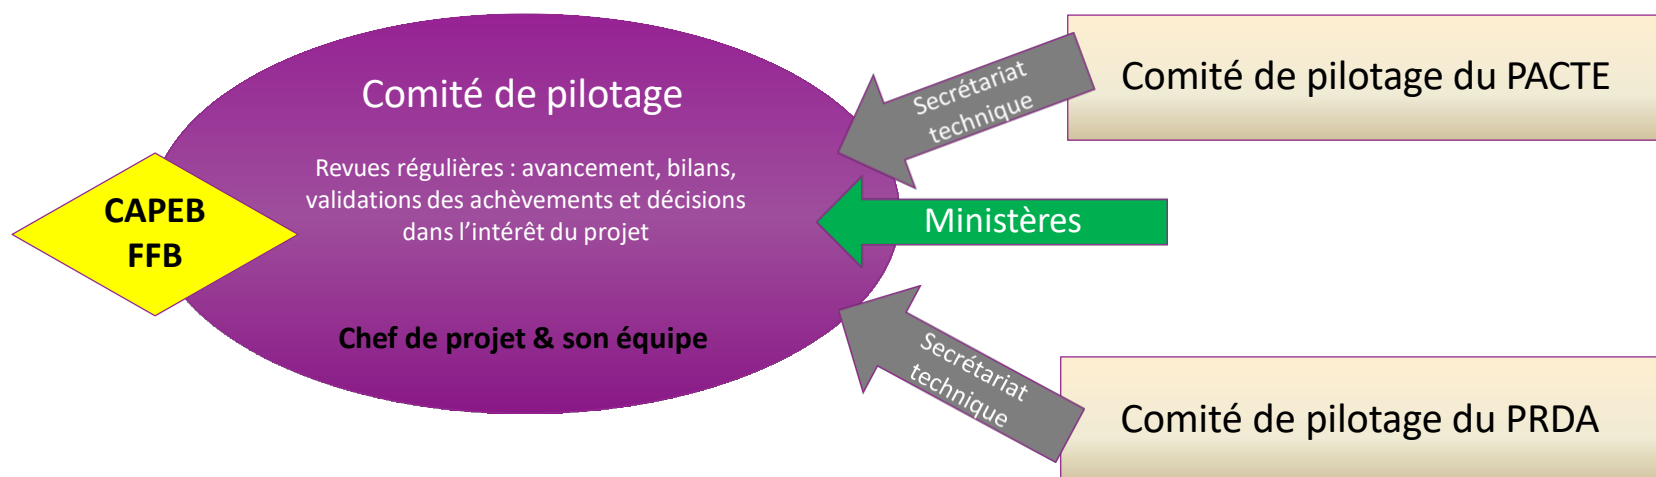 Comité de pilotage
Revues régulières : avancement, bilans,
validations des achèvements et décisions
dans l’intérêt du projet
Chef de projet & son équipe
CAPEB
FFB
Secrétariat
technique
Comité de pilotage du PACTE
Ministères
Secrétariat
technique
Comité de pilotage du PRDA